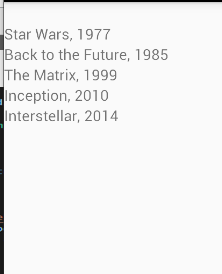 Star Wars, 1977
Back to the Future, 1985
The Matrix, 1999
Inception, 2010
Interstellar, 2014